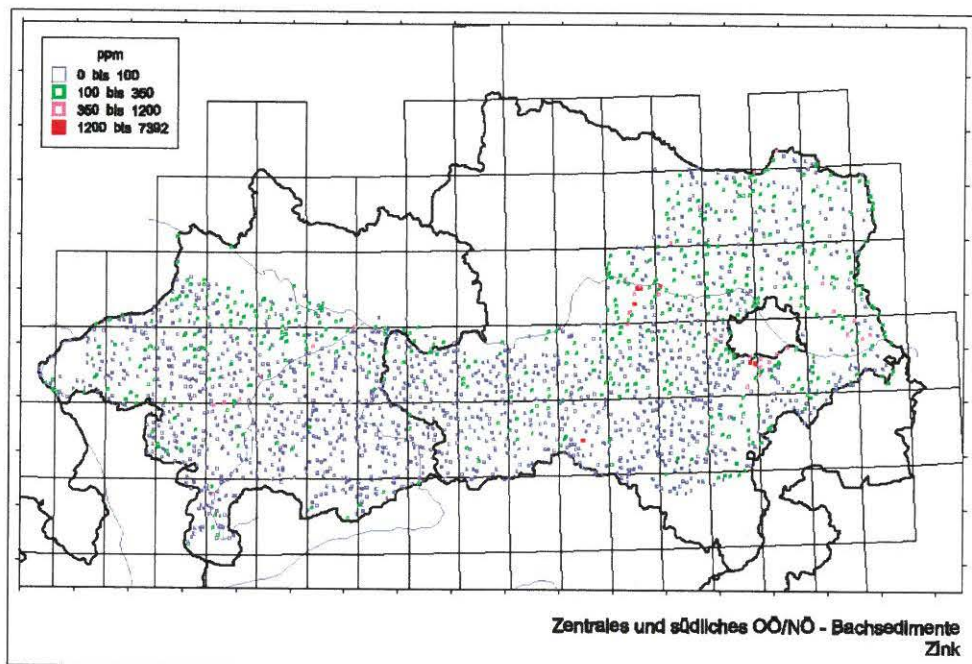 ppm
0 bis 100
100 bis 350
350 bis 1200
1200 bis 7392
Zentrales und südliches OÖ/NÖ - Bachsedimente
Zink